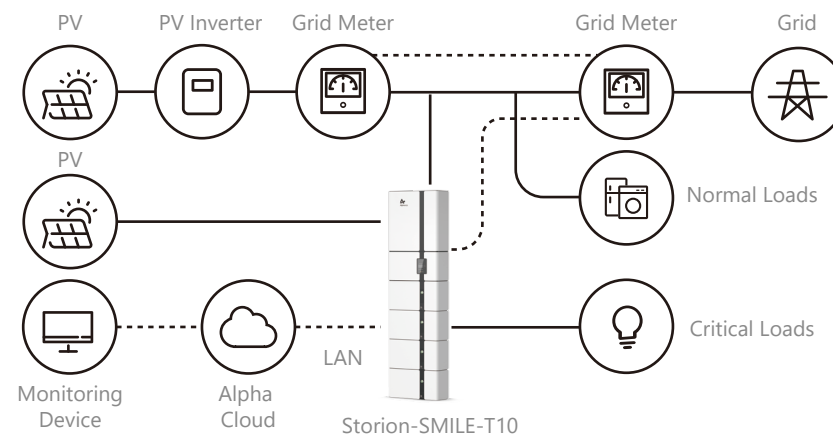 PV
PV Inverter
Grid Meter
Grid Meter
Grid
PV
Normal Loads
Critical Loads
LAN
Monitoring
Device
Alpha
Cloud
Storion-SMILE-T10